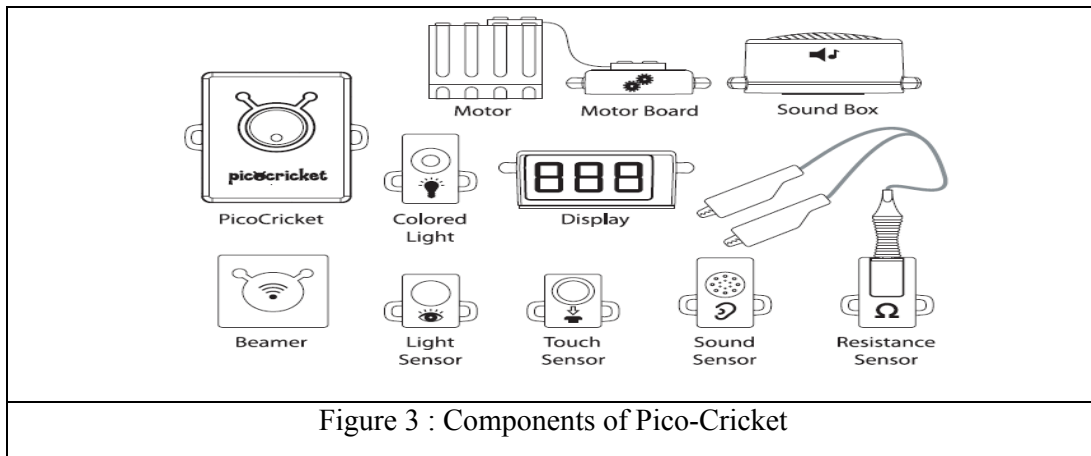 Motor
Motor Board
Sound Box
picocricket
PicoCricket
Colored
Light
888
Display
Beamer
Light
Sensor
Touch
Sensor
Sound
Sensor
Ω
Resistance
Sensor
Figure 3 : Components of Pico-Cricket